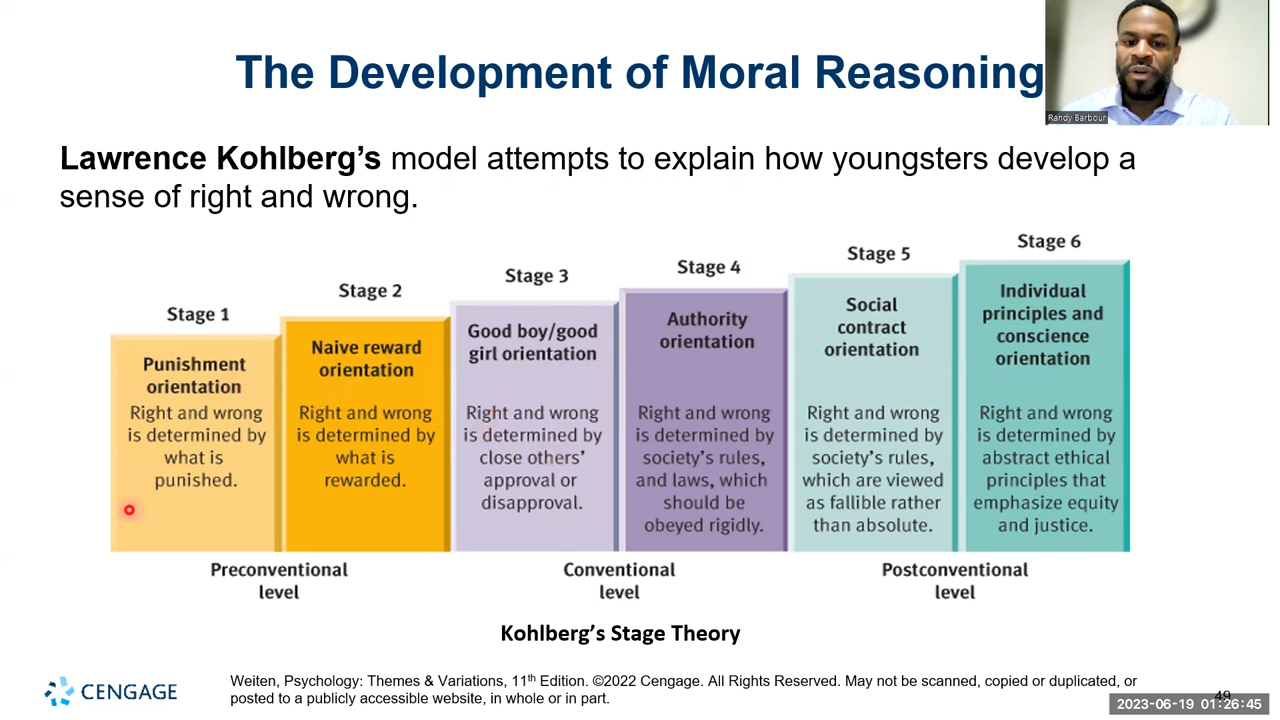 The Development of Moral Reasoning
Randy Barbour
Lawrence Kohlberg's model attempts to explain how youngsters develop a
sense of right and wrong.
Stage 1
Punishment
orientation
Right and wrong
is determined by
what is
punished.
Stage 2
Naive reward
orientation
Right and wrong
is determined by
what is
rewarded.
Stage 3
Good boy/good
girl orientation
Right and wrong
is determined by
close others'
approval or
disapproval.
Stage 4
Authority
orientation
Right and wrong
is determined by
society's rules,
and laws, which
should be
obeyed rigidly.
Stage 5
Social
contract
orientation
Right and wrong
is determined by
society's rules,
which are viewed
as fallible rather
than absolute.
Stage 6
Individual
principles and
conscience
orientation
Right and wrong
is determined by
abstract ethical
principles that
emphasize equity
and justice.
Preconventional
level
Conventional
level
Postconventional
level
Kohlberg's Stage Theory
CENGAGE
Weiten, Psychology: Themes & Variations, 11th Edition. ©2022 Cengage. All Rights Reserved. May not be scanned, copied or duplicated, or
posted to a publicly accessible website, in whole or in part.
49
2023-06-19 01:26:45